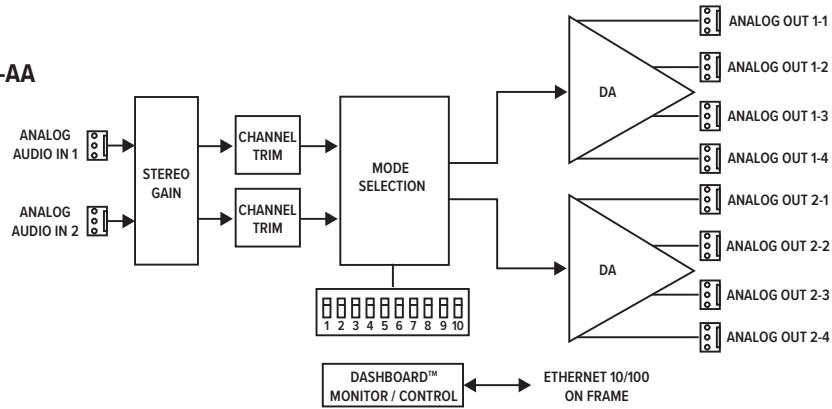 -AA
ANALOG
AUDIO IN 1
ANALOG
AUDIO IN 2
STEREO
GAIN
CHANNEL
TRIM
CHANNEL
TRIM
MODE
SELECTION
1 2 3 4 5 6 7 8 9 10
DA
DA
ANALOG OUT 1-1
ANALOG OUT 1-2
ANALOG OUT 1-3
ANALOG OUT 1-4
ANALOG OUT 2-1
ANALOG OUT 2-2
ANALOG OUT 2-3
ANALOG OUT 2-4
DASHBOARD™
MONITOR / CONTROL
ETHERNET 10/100
ON FRAME